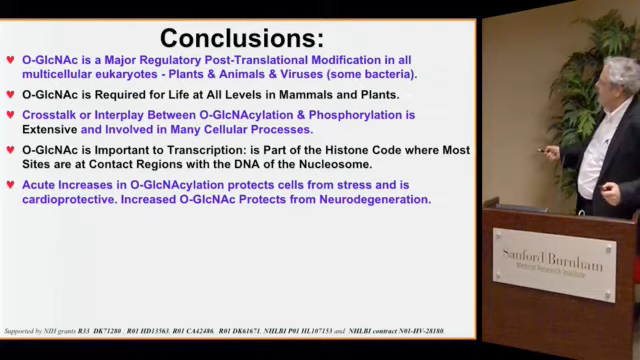 Conclusions:
O-GlcNAc is a Major Regulatory Post-Translational Modification in all
multicellular eukaryotes - Plants & Animals & Viruses (some bacteria).
O-GlcNAc is Required for Life at All Levels in Mammals and Plants.
Crosstalk or Interplay Between O-GlcNAcylation & Phosphorylation is
Extensive and Involved in Many Cellular Processes.
O-GlcNAc is Important to Transcription: is Part of the Histone Code where Most
Sites are at Contact Regions with the DNA of the Nucleosome.
Acute Increases in O-GlcNAcylation protects cells from stress and is
cardioprotective. Increased O-GlcNAc Protects from Neurodegeneration.
Supported by NIH grants R33 DK71280 ; R01 HD13563, R01 CA42486, R01 DK61671, NHLBI P01 HL107153 and NHLBI contract N01-HV-28180.
Sanford Burnham
Medical Research Institute